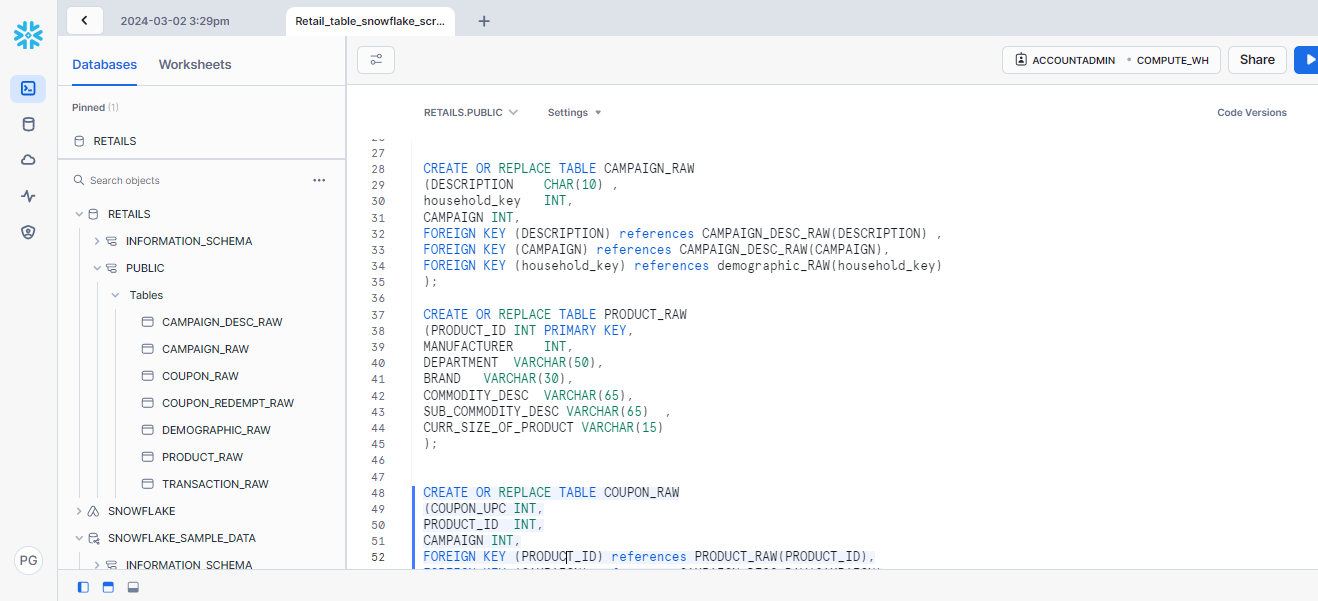 2024-03-02 3:29pm
Retail_table_snowflake_scr...
Databases
Worksheets
Pinned (1)
RETAILS
Search objects
RETAILS
INFORMATION_SCHEMA
PUBLIC
Tables
CAMPAIGN_DESC_RAW
CAMPAIGN_RAW
COUPON_RAW
COUPON_REDEMPT_RAW
DEMOGRAPHIC_RAW
PRODUCT_RAW
TRANSACTION_RAW
SNOWFLAKE
SNOWFLAKE_SAMPLE_DATA
INFORMATION_SCHEMA
PG
ACCOUNTADMIN
COMPUTE_WH
Share
RETAILS.PUBLIC
Settings
Code Versions
27
28 CREATE OR REPLACE TABLE CAMPAIGN_RAW
29 (DESCRIPTION CHAR(10) ,
30 household_key INT,
31 CAMPAIGN INT,
32 FOREIGN KEY (DESCRIPTION) references CAMPAIGN_DESC_RAW(DESCRIPTION) ,
33 FOREIGN KEY (CAMPAIGN) references CAMPAIGN_DESC_RAW(CAMPAIGN),
34 FOREIGN KEY (household_key) references demographic_RAW(household_key)
35 );
36
37 CREATE OR REPLACE TABLE PRODUCT_RAW
38 (PRODUCT_ID INT PRIMARY KEY,
39 MANUFACTURER INT,
40 DEPARTMENT VARCHAR(50),
41 BRAND VARCHAR(30),
42 COMMODITY_DESC VARCHAR(65),
43 SUB_COMMODITY_DESC VARCHAR(65) ,
44 CURR_SIZE_OF_PRODUCT VARCHAR(15)
45 );
46
47
48 CREATE OR REPLACE TABLE COUPON_RAW
49 (COUPON_UPC INT,
50 PRODUCT_ID INT,
51 CAMPAIGN INT,
52 FOREIGN KEY (PRODUCT_ID) references PRODUCT_RAW(PRODUCT_ID),